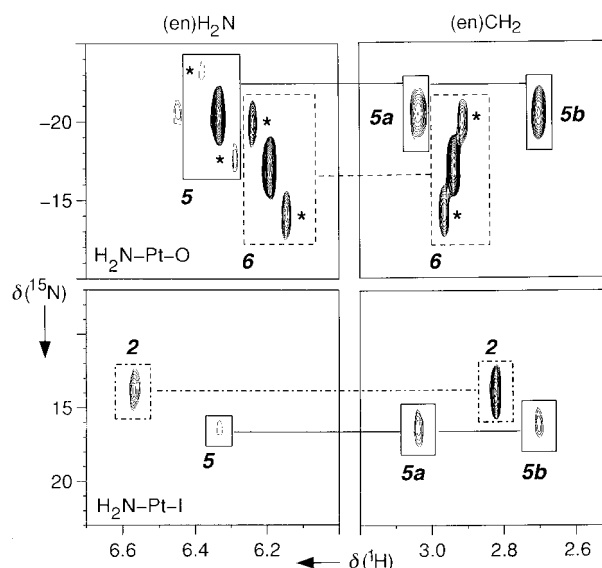 (en)H₂N (en)CH₂
* 5a 5b
-20 * *
*
-15
5 * *
6 6
H₂N–Pt–O
δ(¹⁵N)
2 2
15
5 5a 5b
20
H₂N–Pt–I
6.6 6.4 6.2 3.0 2.8 2.6
δ(¹H)